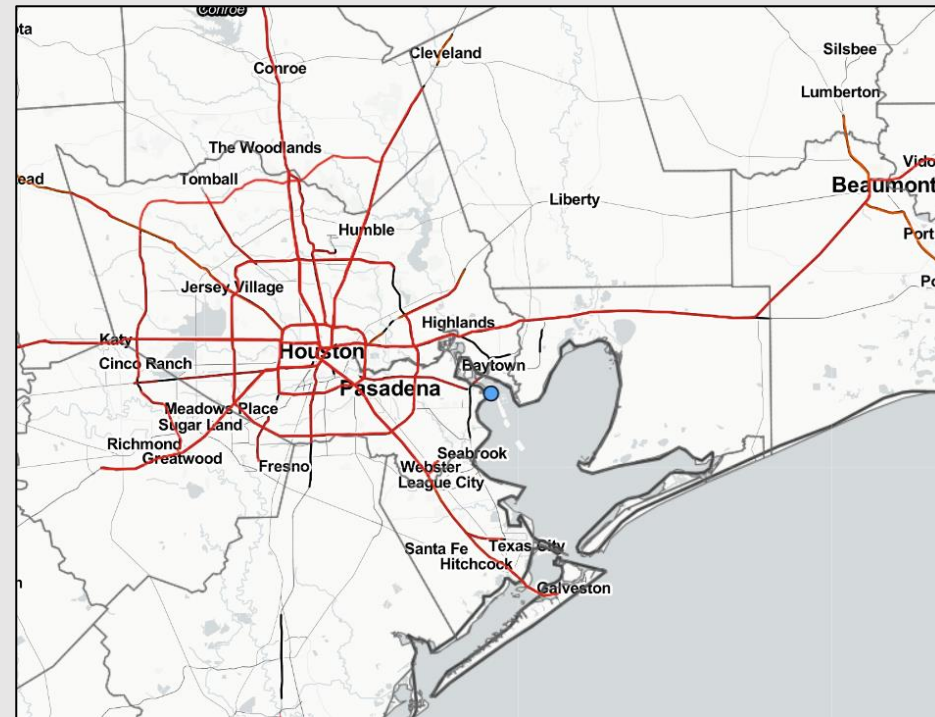 Conroe
Cleveland
Silsbee
Conroe
Lumberton
The Woodlands
Tomball
Beaumont
Liberty
Humble
Port
Jersey Village
Highlands
Katy
Houston
Cinco Ranch
Baytown
Pasadena
Meadows Place
Sugar Land
Richmond
Greatwood
Fresno
Seabrook
Webster
League City
Santa Fe
Texas City
Hitchcock
Galveston